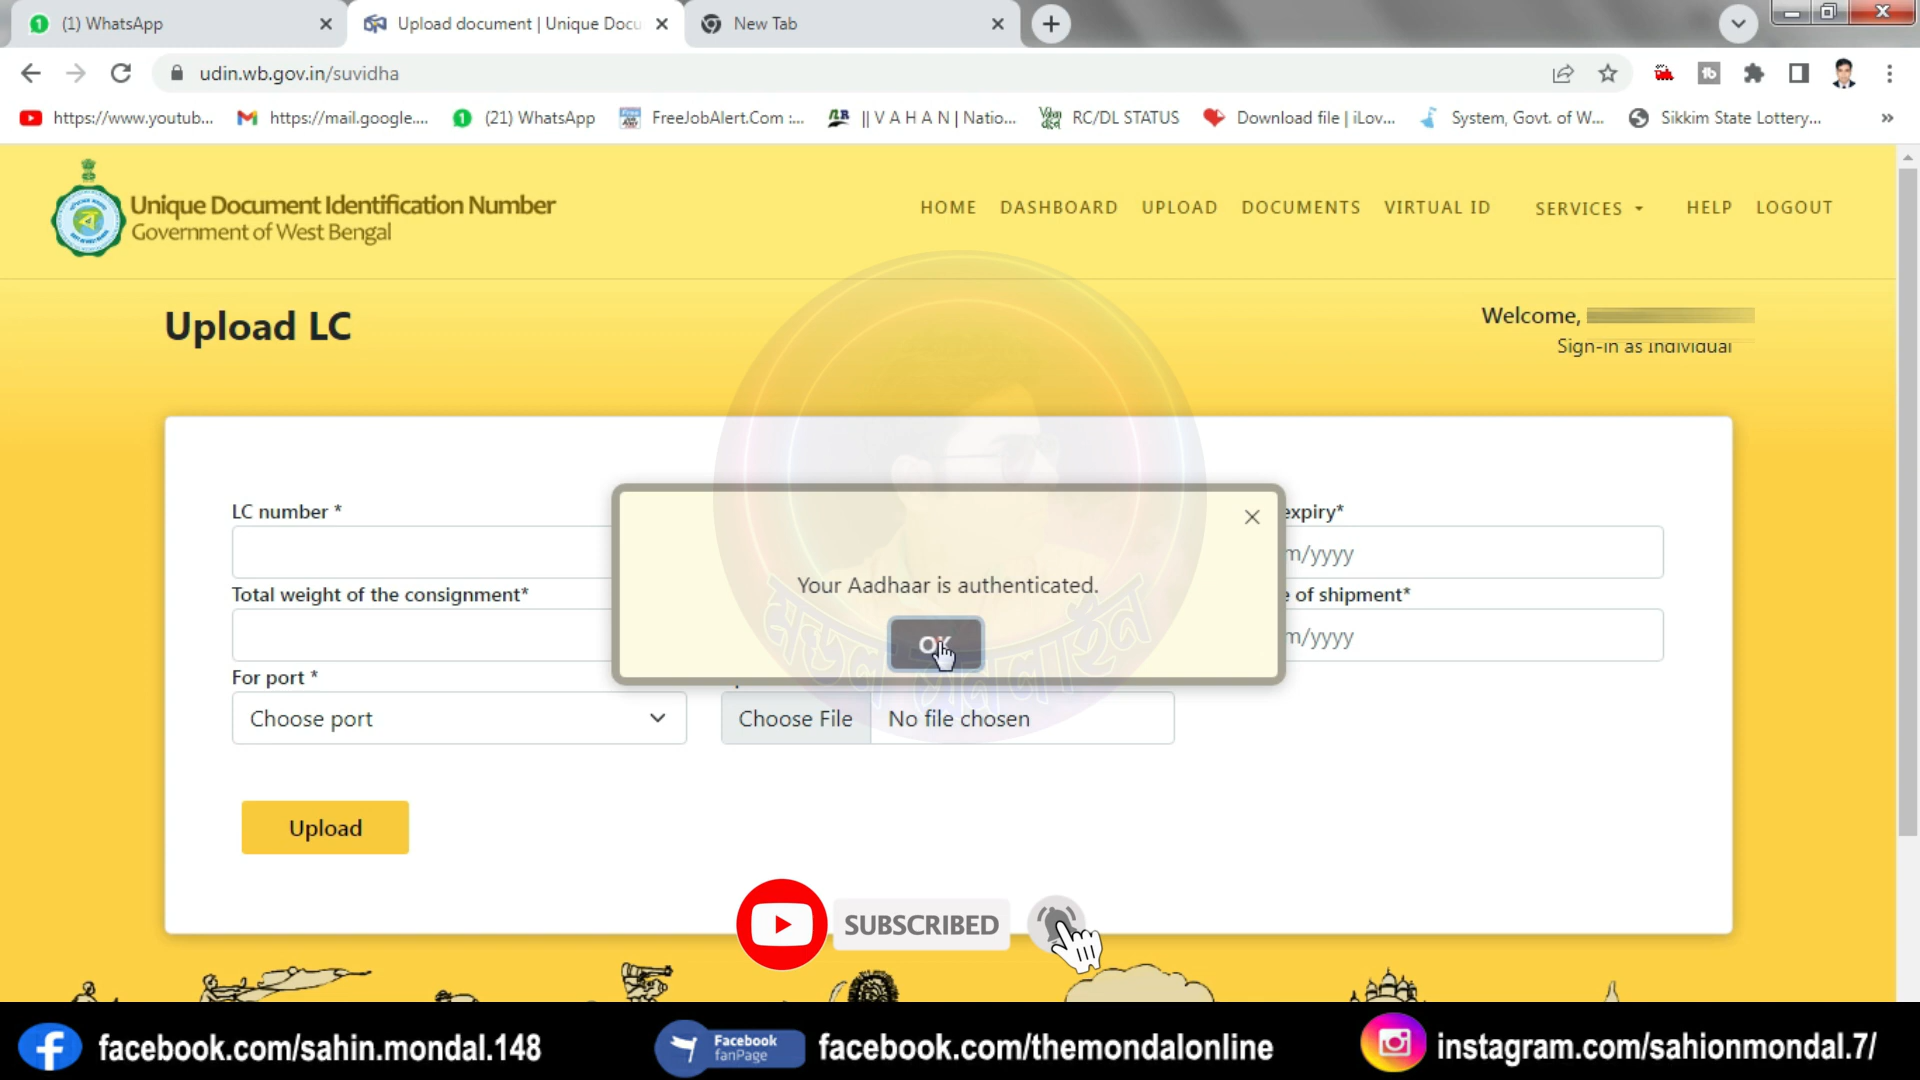 (1) WhatsApp
Upload document | Unique Docu
New Tab
udin.wb.gov.in/suvidha
https://www.youtub...
https://mail.google....
(21) WhatsApp
FreeJobAlert.Com :...
|| V A H A N | Natio...
RC/DL STATUS
Download file | iLov...
System, Govt. of W...
Sikkim State Lottery...
Unique Document Identification Number
Government of West Bengal
HOME DASHBOARD UPLOAD DOCUMENTS VIRTUAL ID SERVICES HELP LOGOUT
Upload LC
Welcome,
Sign-in as Individual
LC number *
expiry*
m/yyyy
Your Aadhaar is authenticated.
Total weight of the consignment*
e of shipment*
OK
m/yyyy
মন্ডল অনলাইন
For port *
Choose port
Choose File No file chosen
Upload
SUBSCRIBED
facebook.com/sahin.mondal.148
Facebook
fanPage
facebook.com/themondalonline
instagram.com/sahionmondal.7/